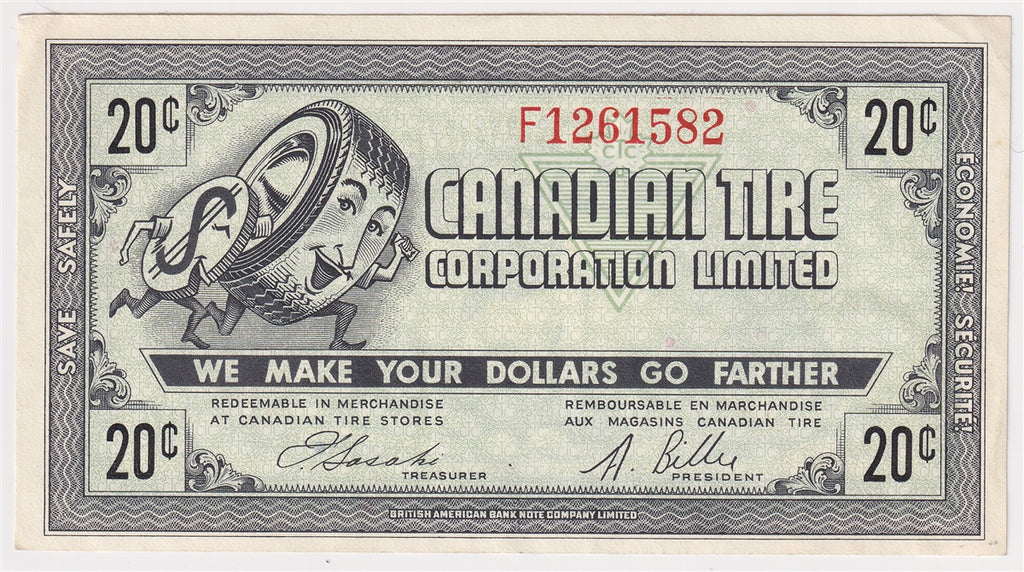 20¢
F1261582
20¢
CTC
$
CANADIAN TIRE
CORPORATION LIMITED
SAVE SAFELY
ÉCONOMIE, SÉCURITÉ!
WE MAKE YOUR DOLLARS GO FARTHER
REDEEMABLE IN MERCHANDISE
AT CANADIAN TIRE STORES
REMBOURSABLE EN MARCHANDISE
AUX MAGASINS CANADIAN TIRE
20¢
TREASURER
A. Billes
PRESIDENT
20¢
BRITISH AMERICAN BANK NOTE COMPANY LIMITED